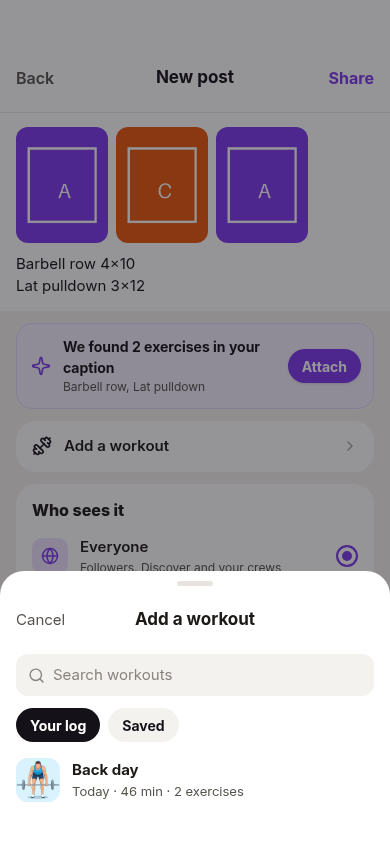 Back
New post
Share
A
C
A
Barbell row 4×10
Lat pulldown 3×12
We found 2 exercises in your
caption
Barbell row, Lat pulldown
Attach
Add a workout
Who sees it
Everyone
Followers, Discover and your crews
Cancel
Add a workout
Search workouts
Your log
Saved
Back day
Today · 46 min · 2 exercises